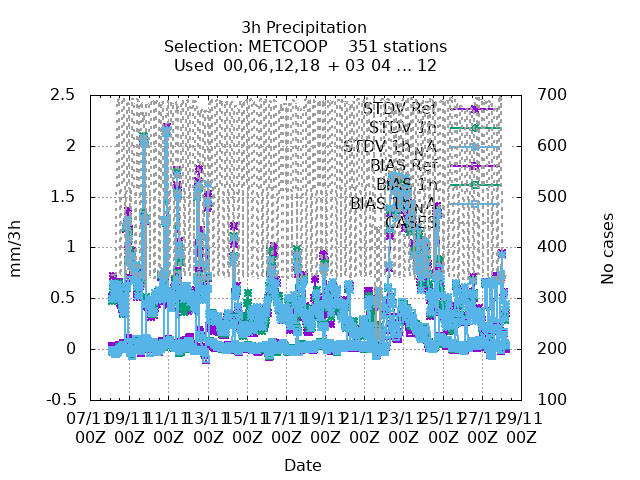 3h Precipitation
Selection: METCOOP    351 stations
Used  00,06,12,18 + 03 04 ... 12
2.5
2
1.5
1
0.5
0
-0.5
700
600
500
400
300
200
100
mm/3h
No cases
STDV Ref
STDV 1h
STDV 1h_NA
BIAS Ref
BIAS 1h
BIAS 1h_NA
CASES
07/11 09/11 11/11 13/11 15/11 17/11 19/11 21/11 23/11 25/11 27/11 29/11
00Z 00Z 00Z 00Z 00Z 00Z 00Z 00Z 00Z 00Z 00Z 00Z
Date